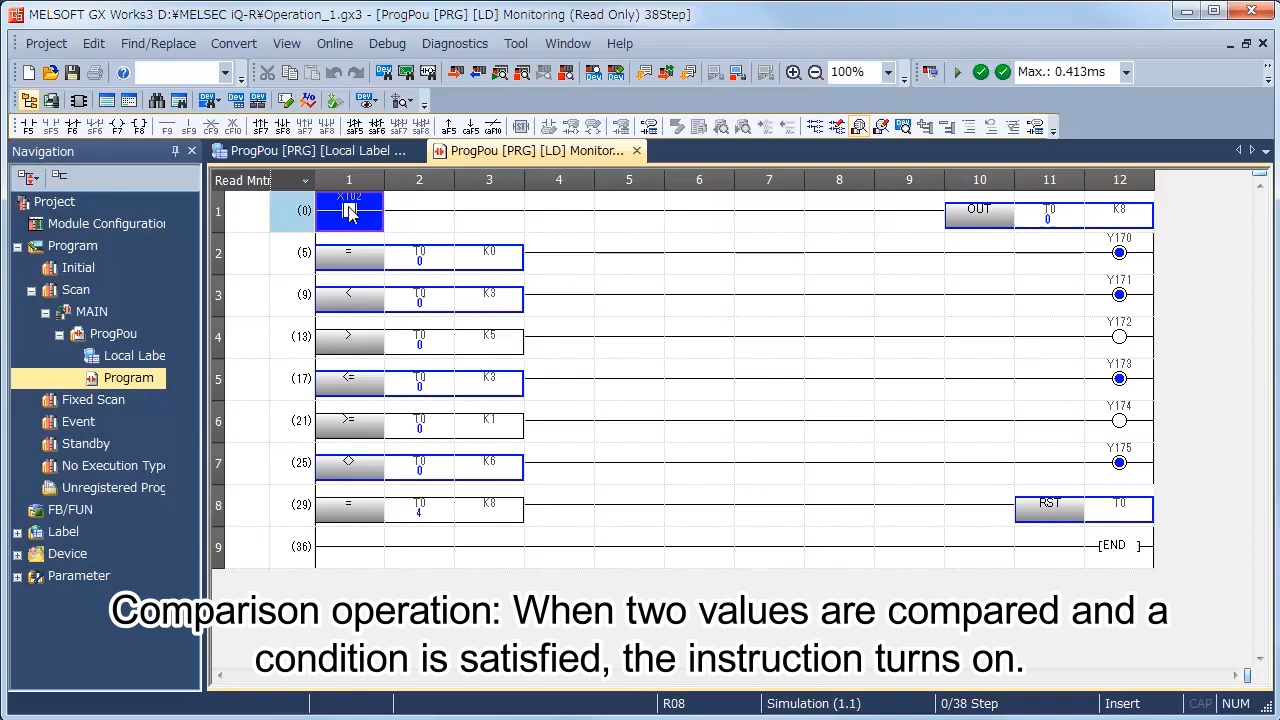 MELSOFT GX Works3 D:¥MELSEC iQ-R¥Operation_1.gx3 - [ProgPou [PRG] [LD] Monitoring (Read Only) 38Step]
Project Edit Find/Replace Convert View Online Debug Diagnostics Tool Window Help
100% Max.: 0.413ms
Navigation
ProgPou [PRG] [Local Label ... ProgPou [PRG] [LD] Monitor...
Read Mntr 1 2 3 4 5 6 7 8 9 10 11 12
Project
Module Configuratio
Program
Initial
Scan
MAIN
ProgPou
Local Labe
Program
Fixed Scan
Event
Standby
No Execution Type
Unregistered Prog
FB/FUN
Label
Device
Parameter
X102
1 (0) OUT T0 K8
0
Y170
2 (5) = T0 K0
0
Y171
3 (9) < T0 K3
0
Y172
4 (13) > T0 K5
0
Y173
5 (17) <= T0 K3
0
Y174
6 (21) >= T0 K1
0
Y175
7 (25) <> T0 K6
0
8 (29) = T0 K8 RST T0
4
9 (36) [END ]
Comparison operation: When two values are compared and a
condition is satisfied, the instruction turns on.
R08 Simulation (1.1) 0/38 Step Insert CAP NUM